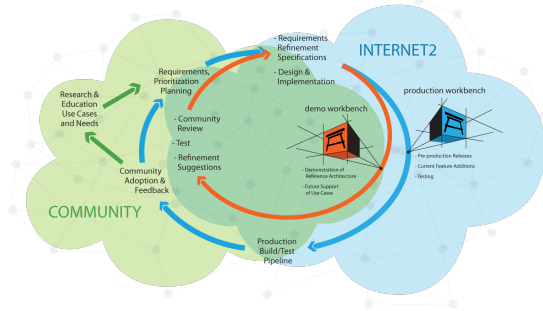 - Requirements
Refinement
Specifications
- Design &
Implementation
INTERNET2
Requirements,
Prioritization
Planning
Research &
Education
Use Cases
and Needs
- Community
Review
- Test
- Refinement
Suggestions
demo workbench
- Demonstration of
Reference Architecture
- Future Support
of Use Cases
production workbench
- Pre-production Releases
- Current Feature Additions
- Testing
Community
Adoption &
Feedback
COMMUNITY
Production
Build/Test
Pipeline